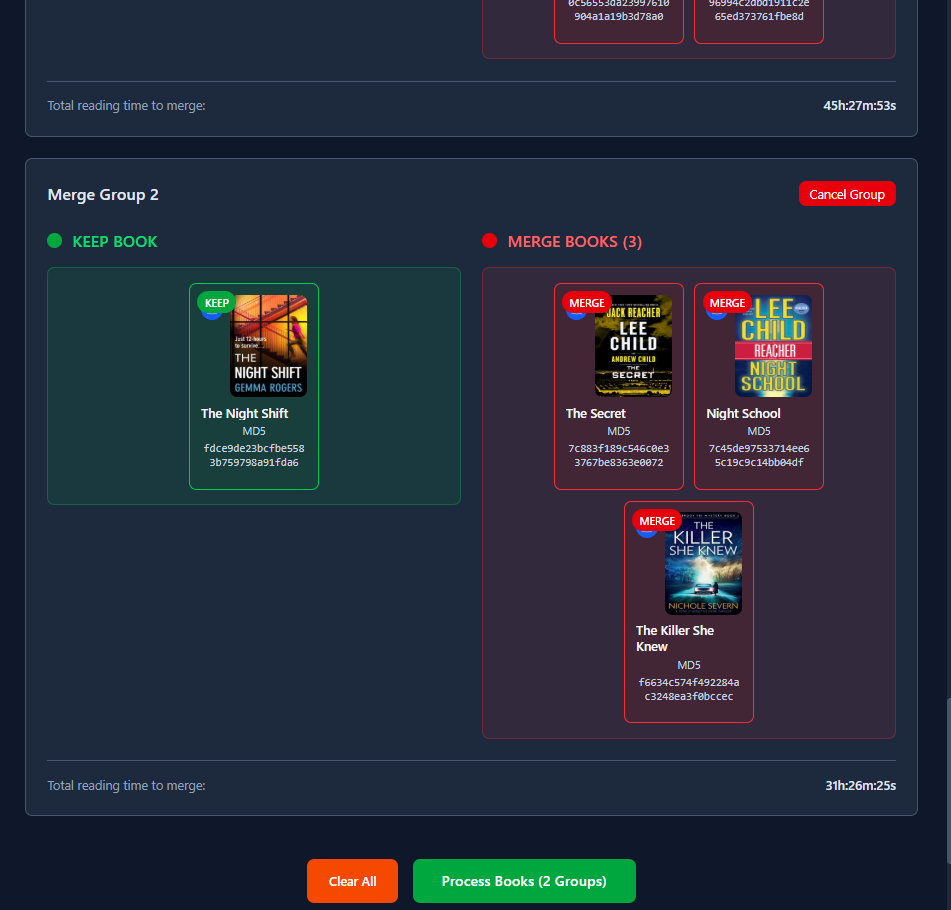 0c56553da23997610
96994c2dbd1911c2e
904a1a19b3d78a0
65ed373761fbe8d
Total reading time to merge:
45h:27m:53s
Merge Group 2
Cancel Group
KEEP BOOK
MERGE BOOKS (3)
KEEP
Just 12-hours
to survive...
THE
NIGHT SHIFT
GEMMA ROGERS
The Night Shift
MD5
fdce9de23bcfbe558
3b759798a91fda6
MERGE
JACK REACHER
LEE
CHILD
AND
ANDREW CHILD
THE
SECRET
The Secret
MD5
7c883f189c546c0e3
3767be8363e0072
MERGE
LEE
CHILD
REACHER
NIGHT
SCHOOL
Night School
MD5
7c45de97533714ee6
5c19c9c14bb04df
MERGE
THE
KILLER
SHE KNEW
NICHOLE SEVERN
The Killer She
Knew
MD5
f6634c574f492284a
c3248ea3f0bccec
Total reading time to merge:
31h:26m:25s
Clear All
Process Books (2 Groups)